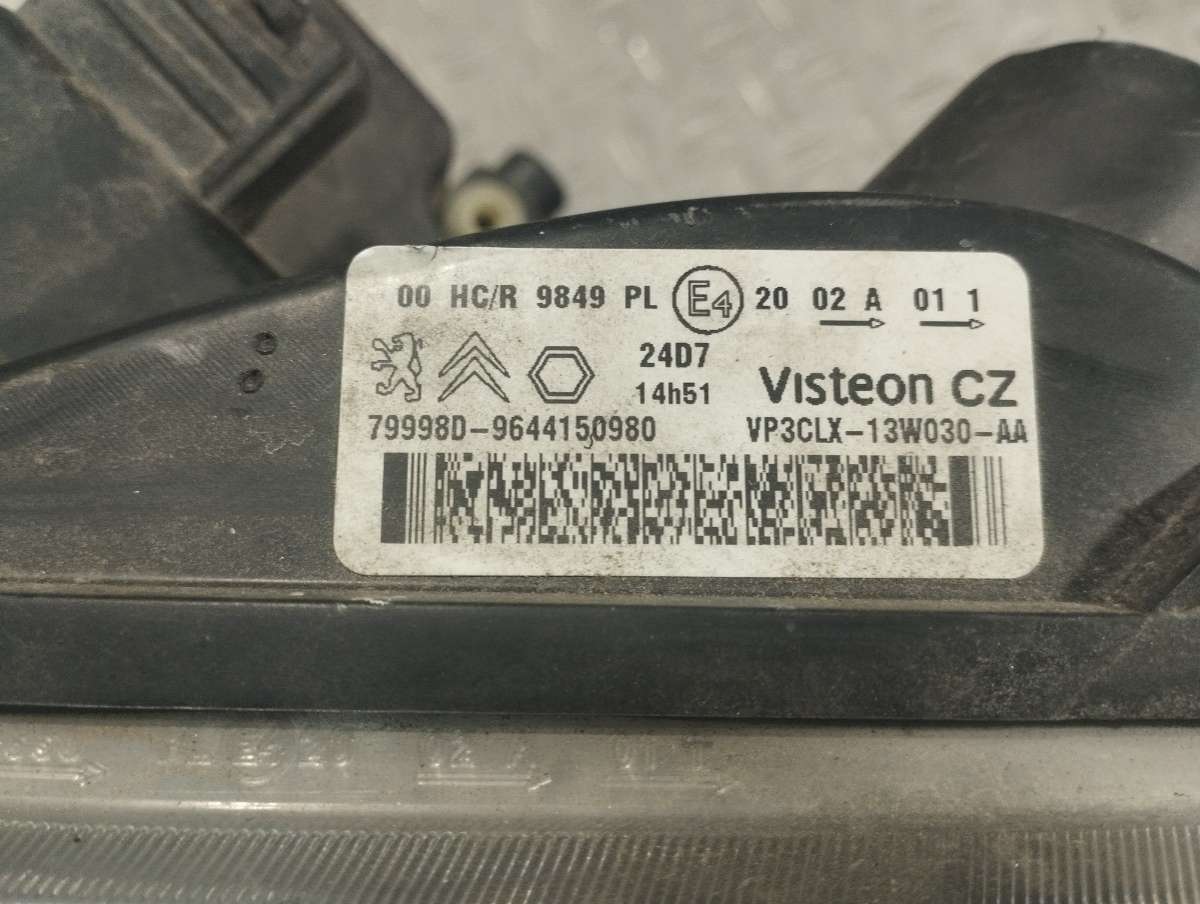 00 HC/R 9849 PL E4 20 02 A 01 1
24D7
14h51
Visteon CZ
79998D-9644150980 VP3CLX-13W030-AA